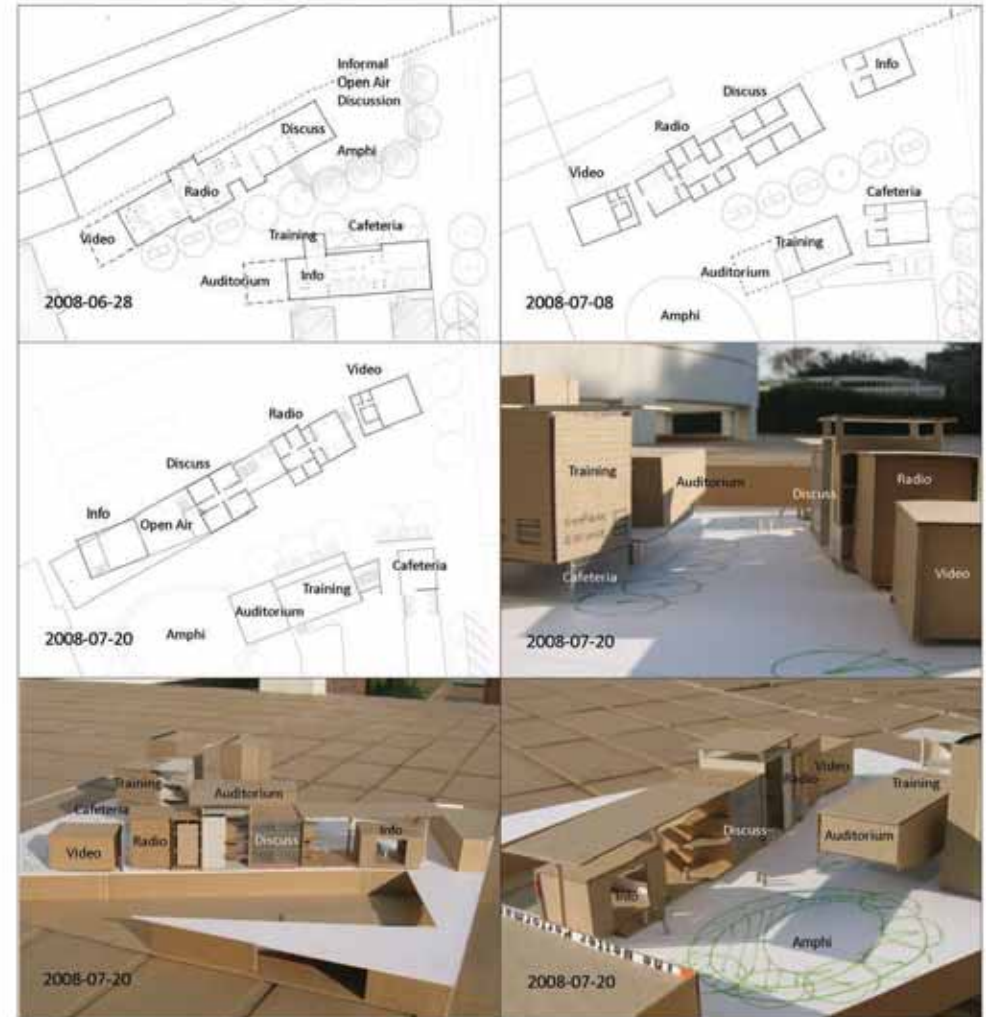 Informal
Open Air
Discussion
Discuss
Amphi
Radio
Cafeteria
Training
Video
Auditorium
Info
2008-06-28
Info
Discuss
Radio
Video
Cafeteria
Training
Auditorium
2008-07-08
Amphi
Video
Radio
Discuss
Info
Open Air
Cafeteria
Training
Auditorium
2008-07-20
Amphi
Training
Auditorium
Discuss
Radio
Cafeteria
Video
2008-07-20
Training
Auditorium
Cafeteria
Video
Radio
Discuss
Info
2008-07-20
Video
Radio
Training
Discuss
Auditorium
Info
Amphi
2008-07-20